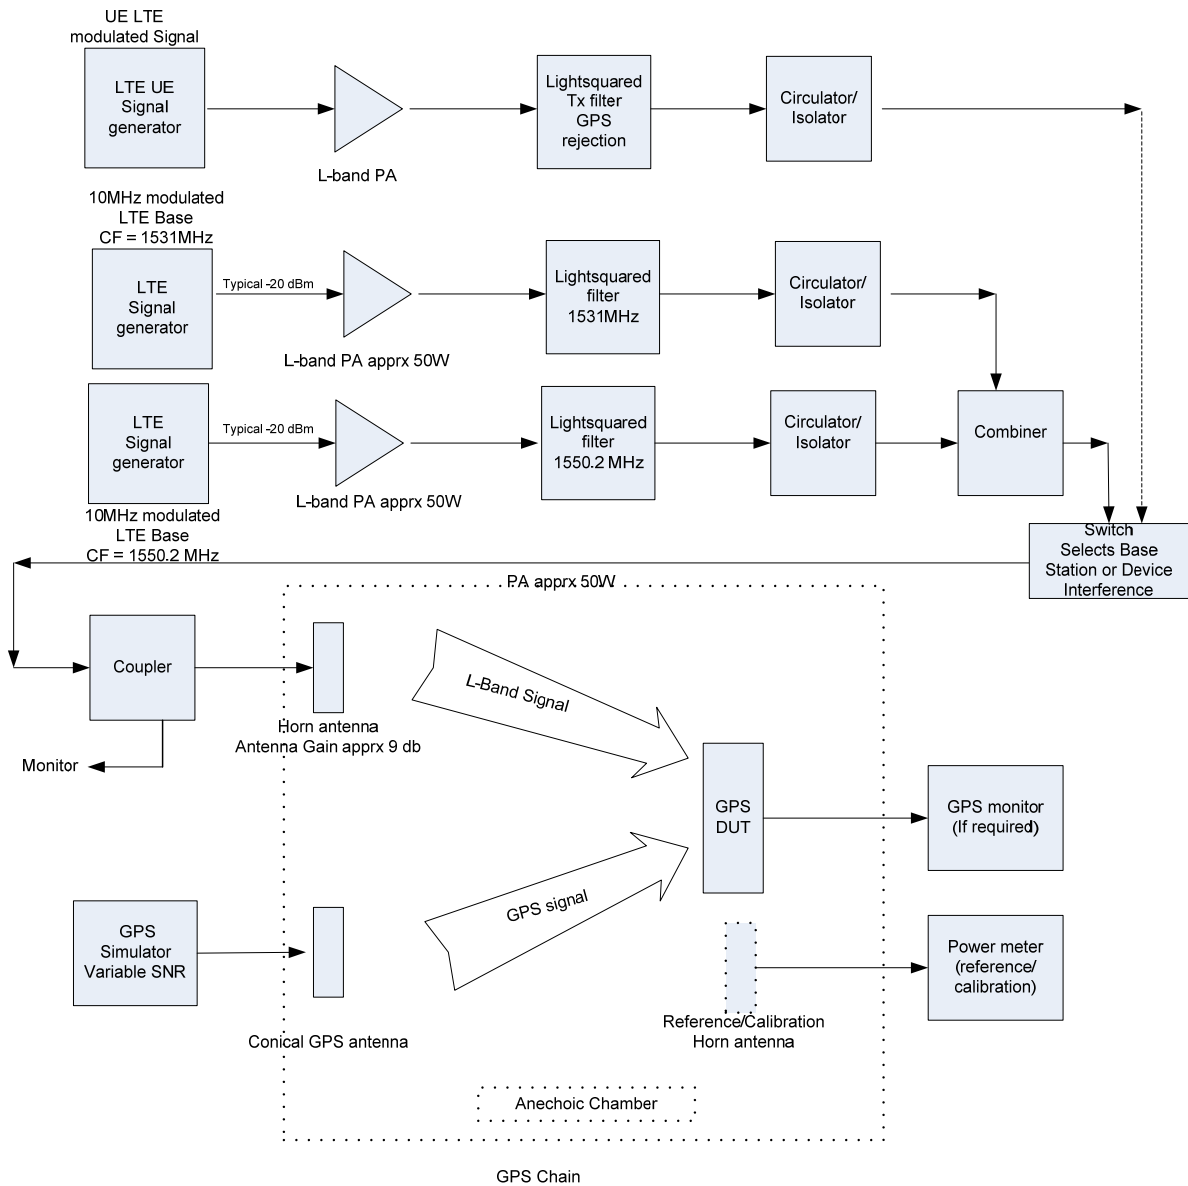 UE LTE
modulated Signal
LTE UE
Signal
generator
L-band PA
Lightsquared
Tx filter
GPS
rejection
Circulator/
Isolator
10MHz modulated
LTE Base
CF = 1531MHz
LTE
Signal
generator
Typical -20 dBm
L-band PA apprx 50W
Lightsquared
filter
1531MHz
Circulator/
Isolator
LTE
Signal
generator
Typical -20 dBm
L-band PA apprx 50W
Lightsquared
filter
1550.2 MHz
Circulator/
Isolator
Combiner
10MHz modulated
LTE Base
CF = 1550.2 MHz
Switch
Selects Base
Station or Device
Interference
PA apprx 50W
Coupler
Monitor
Horn antenna
Antenna Gain apprx 9 db
L-Band Signal
GPS
DUT
GPS monitor
(If required)
GPS
Simulator
Variable SNR
Conical GPS antenna
GPS signal
Reference/Calibration
Horn antenna
Power meter
(reference/
calibration)
Anechoic Chamber
GPS Chain